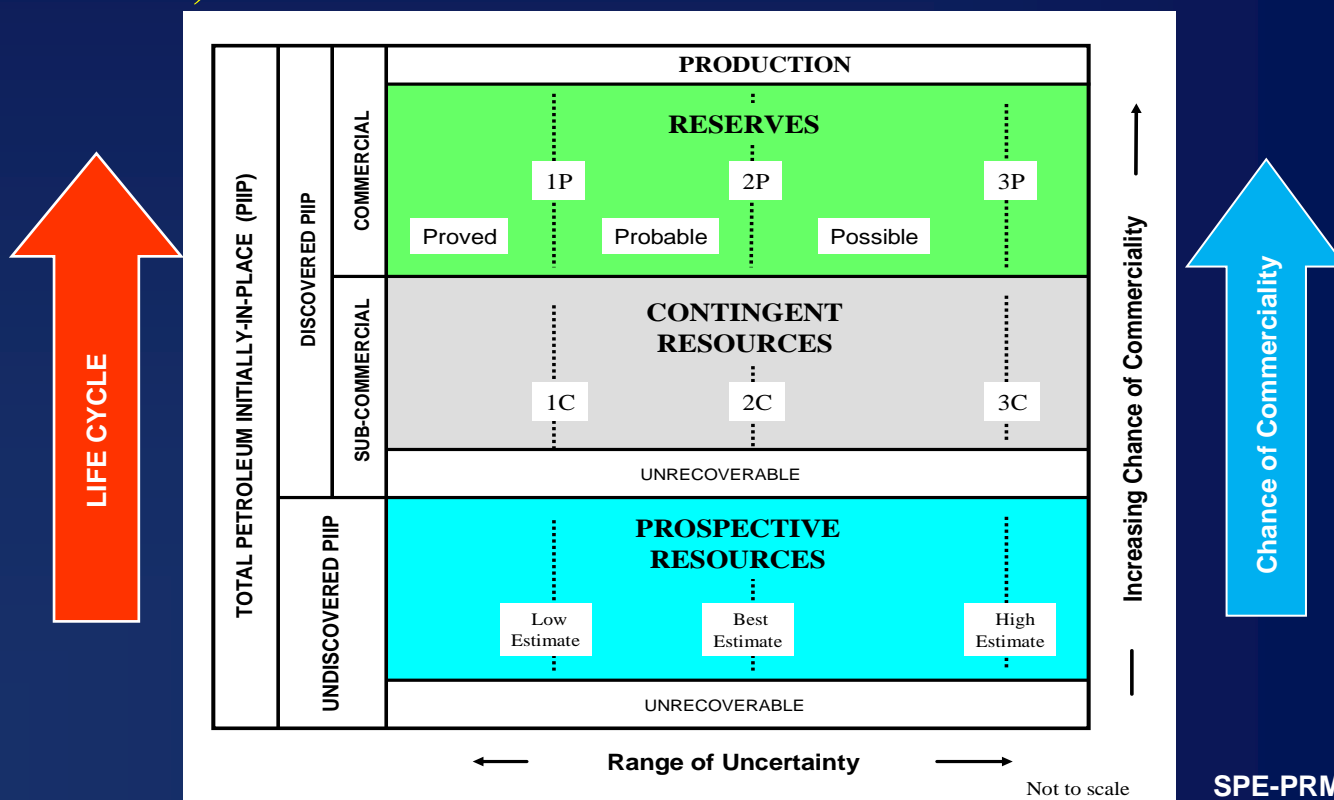 PRODUCTION
RESERVES
1P
2P
3P
Proved
Probable
Possible
CONTINGENT
RESOURCES
1C
2C
3C
UNRECOVERABLE
PROSPECTIVE
RESOURCES
Low
Estimate
Best
Estimate
High
Estimate
UNRECOVERABLE
TOTAL PETROLEUM INITIALLY-IN-PLACE (PIIP)
DISCOVERED PIIP
UNDISCOVERED PIIP
COMMERCIAL
SUB-COMMERCIAL
LIFE CYCLE
Increasing Chance of Commerciality
Chance of Commerciality
Range of Uncertainty
Not to scale
SPE-PRM